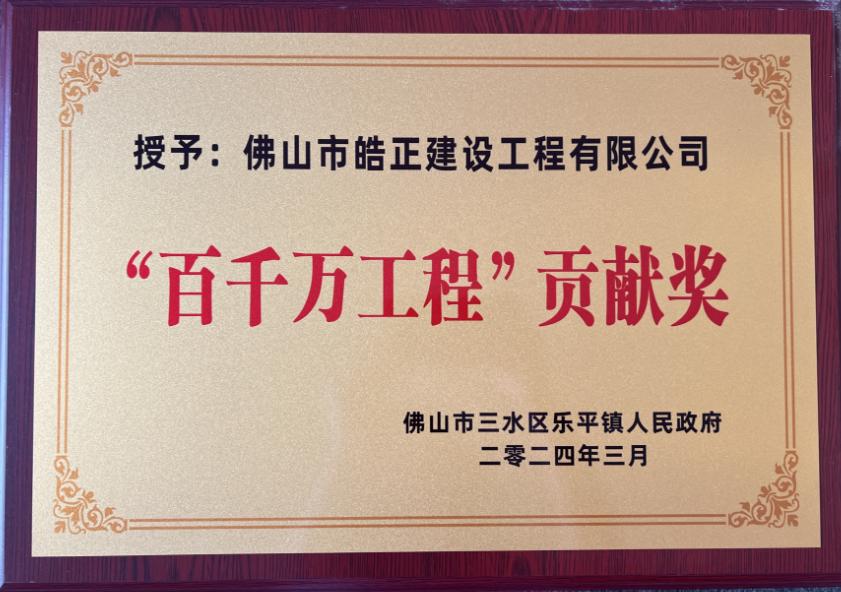 授予：佛山市皓正建设工程有限公司
“百千万工程”贡献奖
佛山市三水区乐平镇人民政府
二零二四年三月